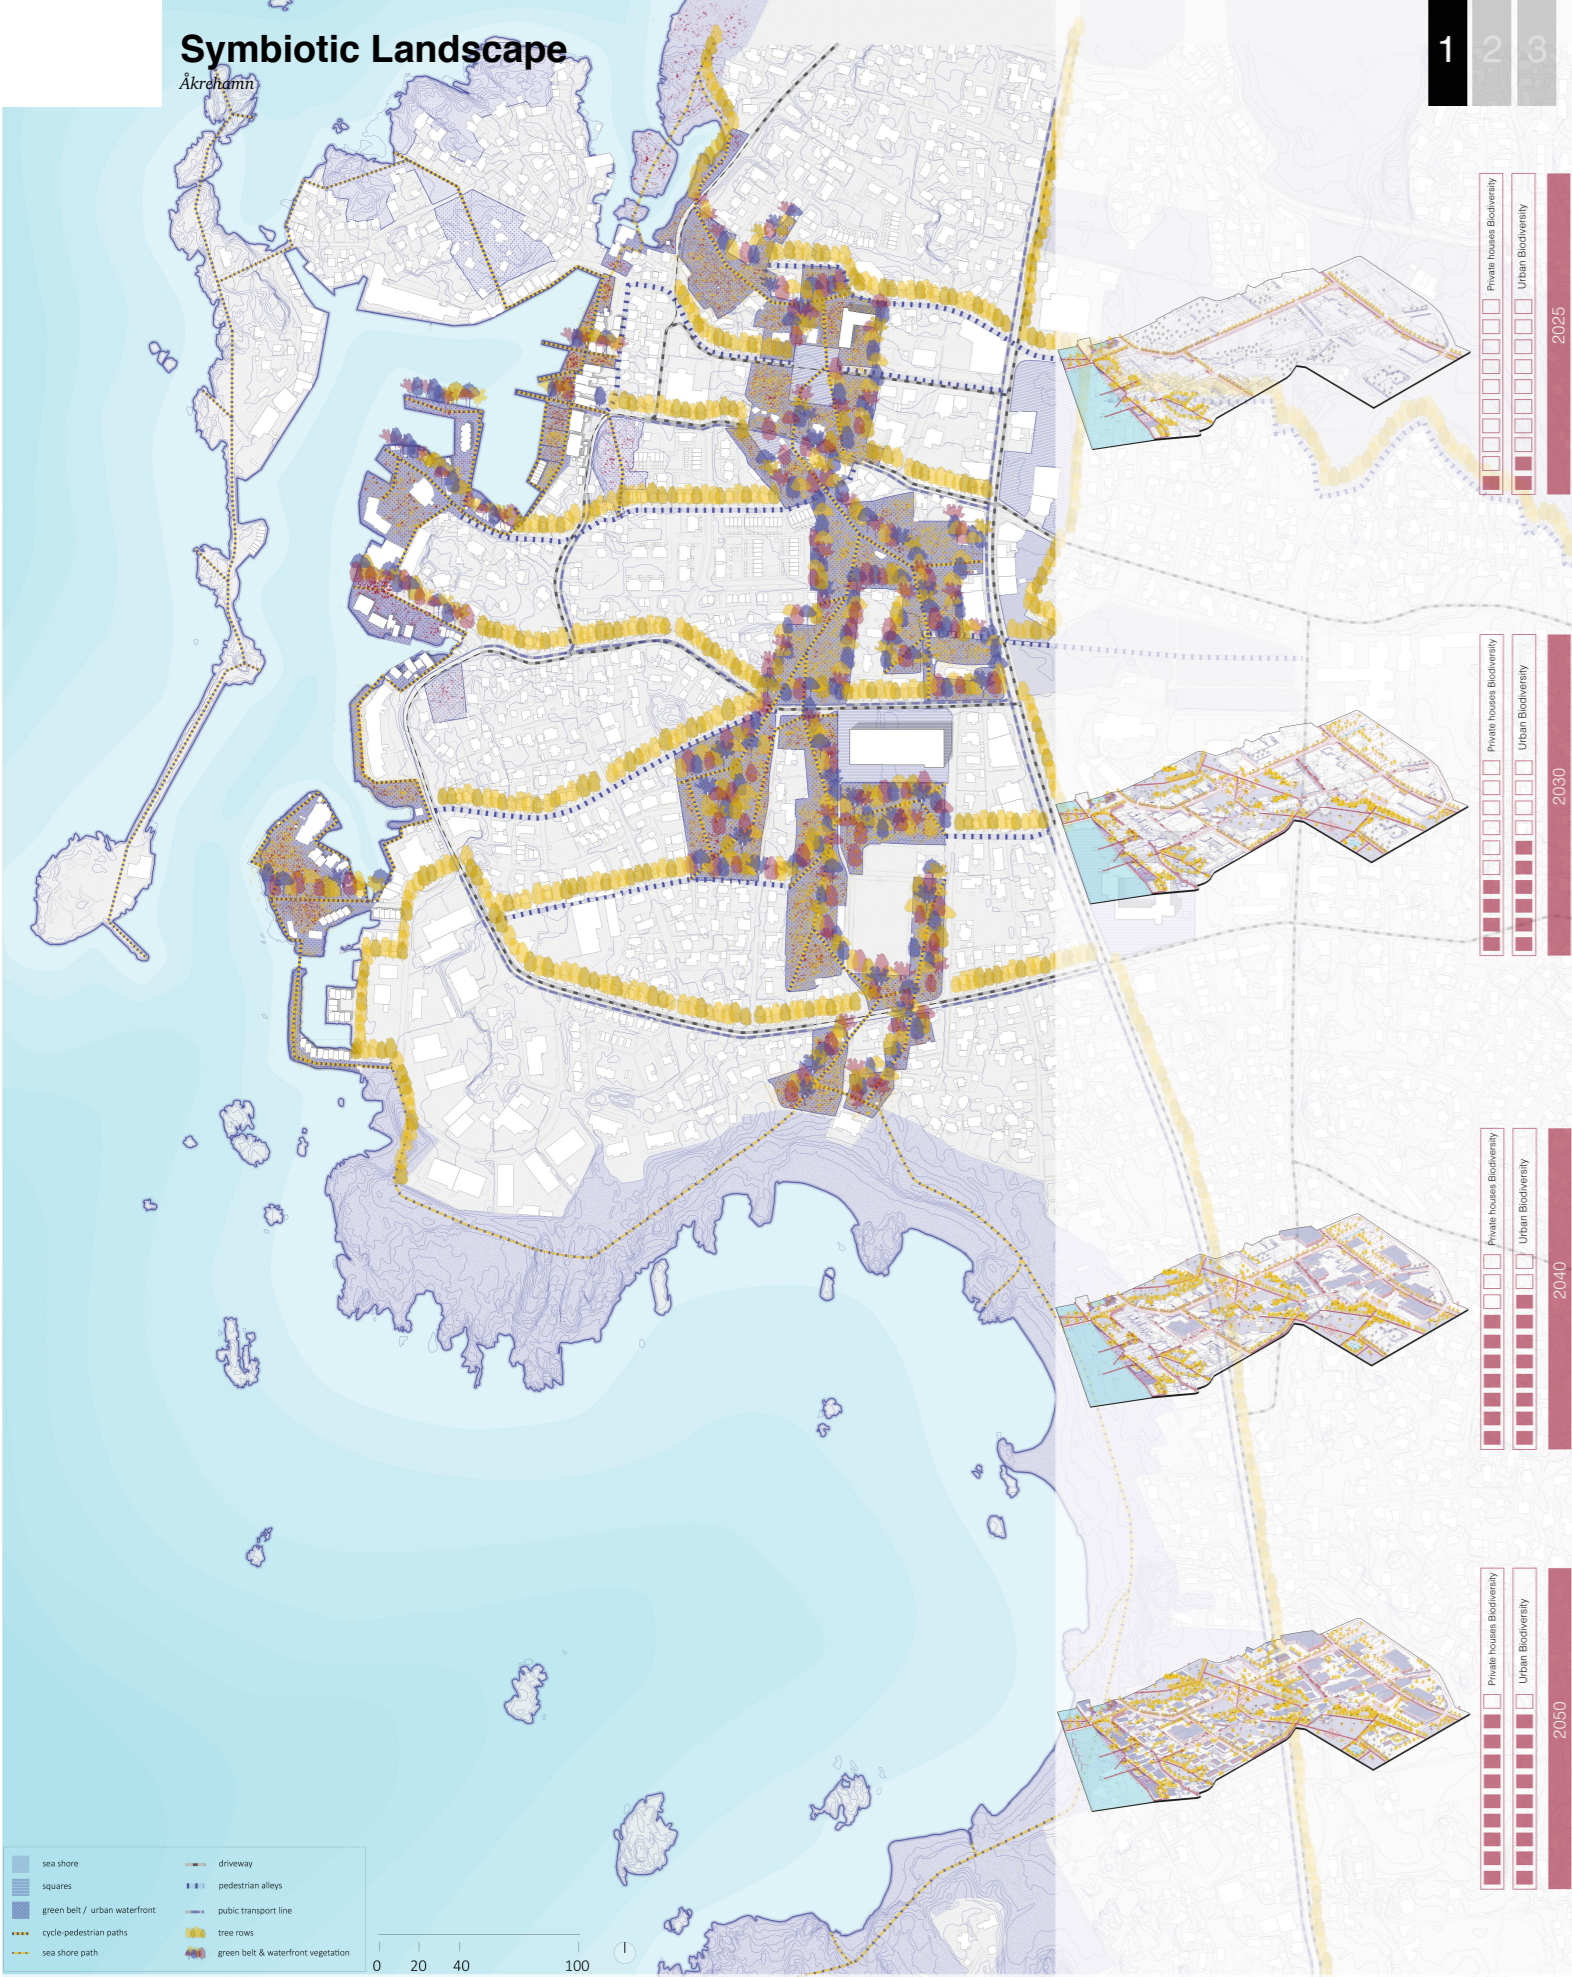 Symbiotic Landscape
Åkrehamn
1 2 3
Private houses Biodiversity
Urban Biodiversity
2025
Private houses Biodiversity
Urban Biodiversity
2030
Private houses Biodiversity
Urban Biodiversity
2040
Private houses Biodiversity
Urban Biodiversity
2050
sea shore
squares
green belt / urban waterfront
cycle-pedestrian paths
sea shore path
driveway
pedestrian alleys
pubic transport line
tree rows
green belt & waterfront vegetation
0 20 40 100